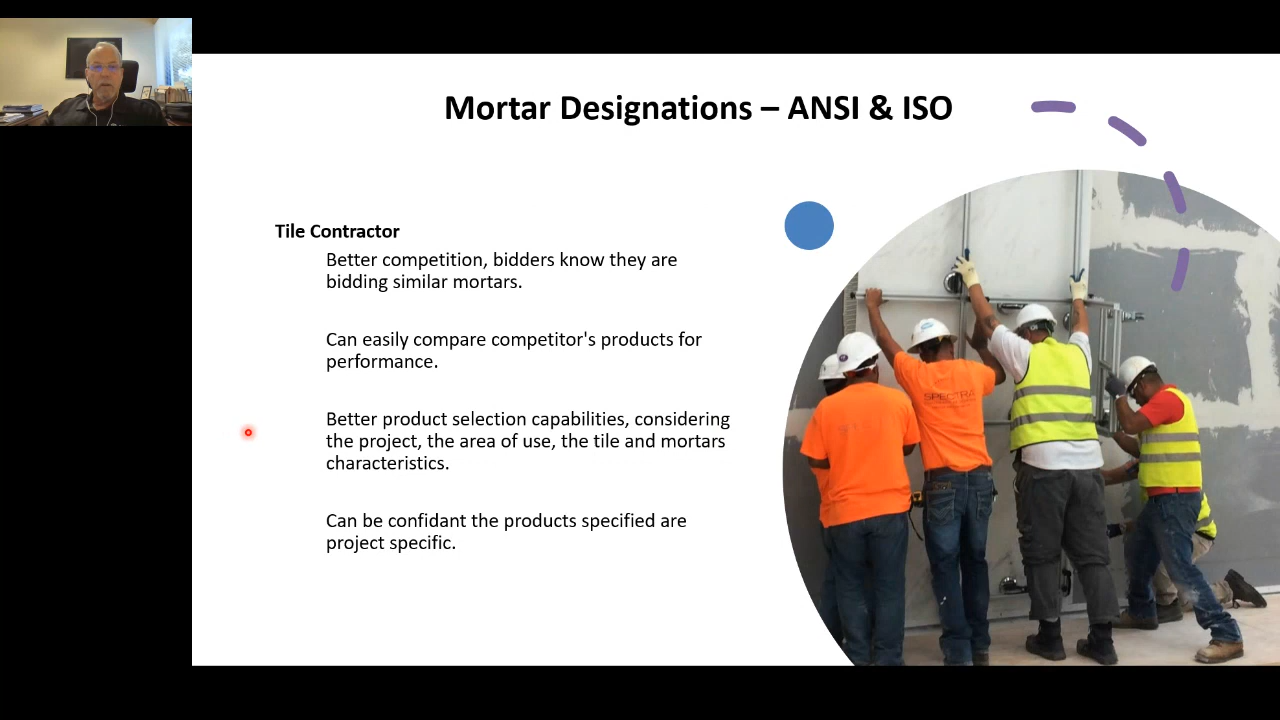 Mortar Designations – ANSI & ISO
Tile Contractor
Better competition, bidders know they are
bidding similar mortars.
Can easily compare competitor's products for
performance.
Better product selection capabilities, considering
the project, the area of use, the tile and mortars
characteristics.
Can be confidant the products specified are
project specific.
SPECTRA